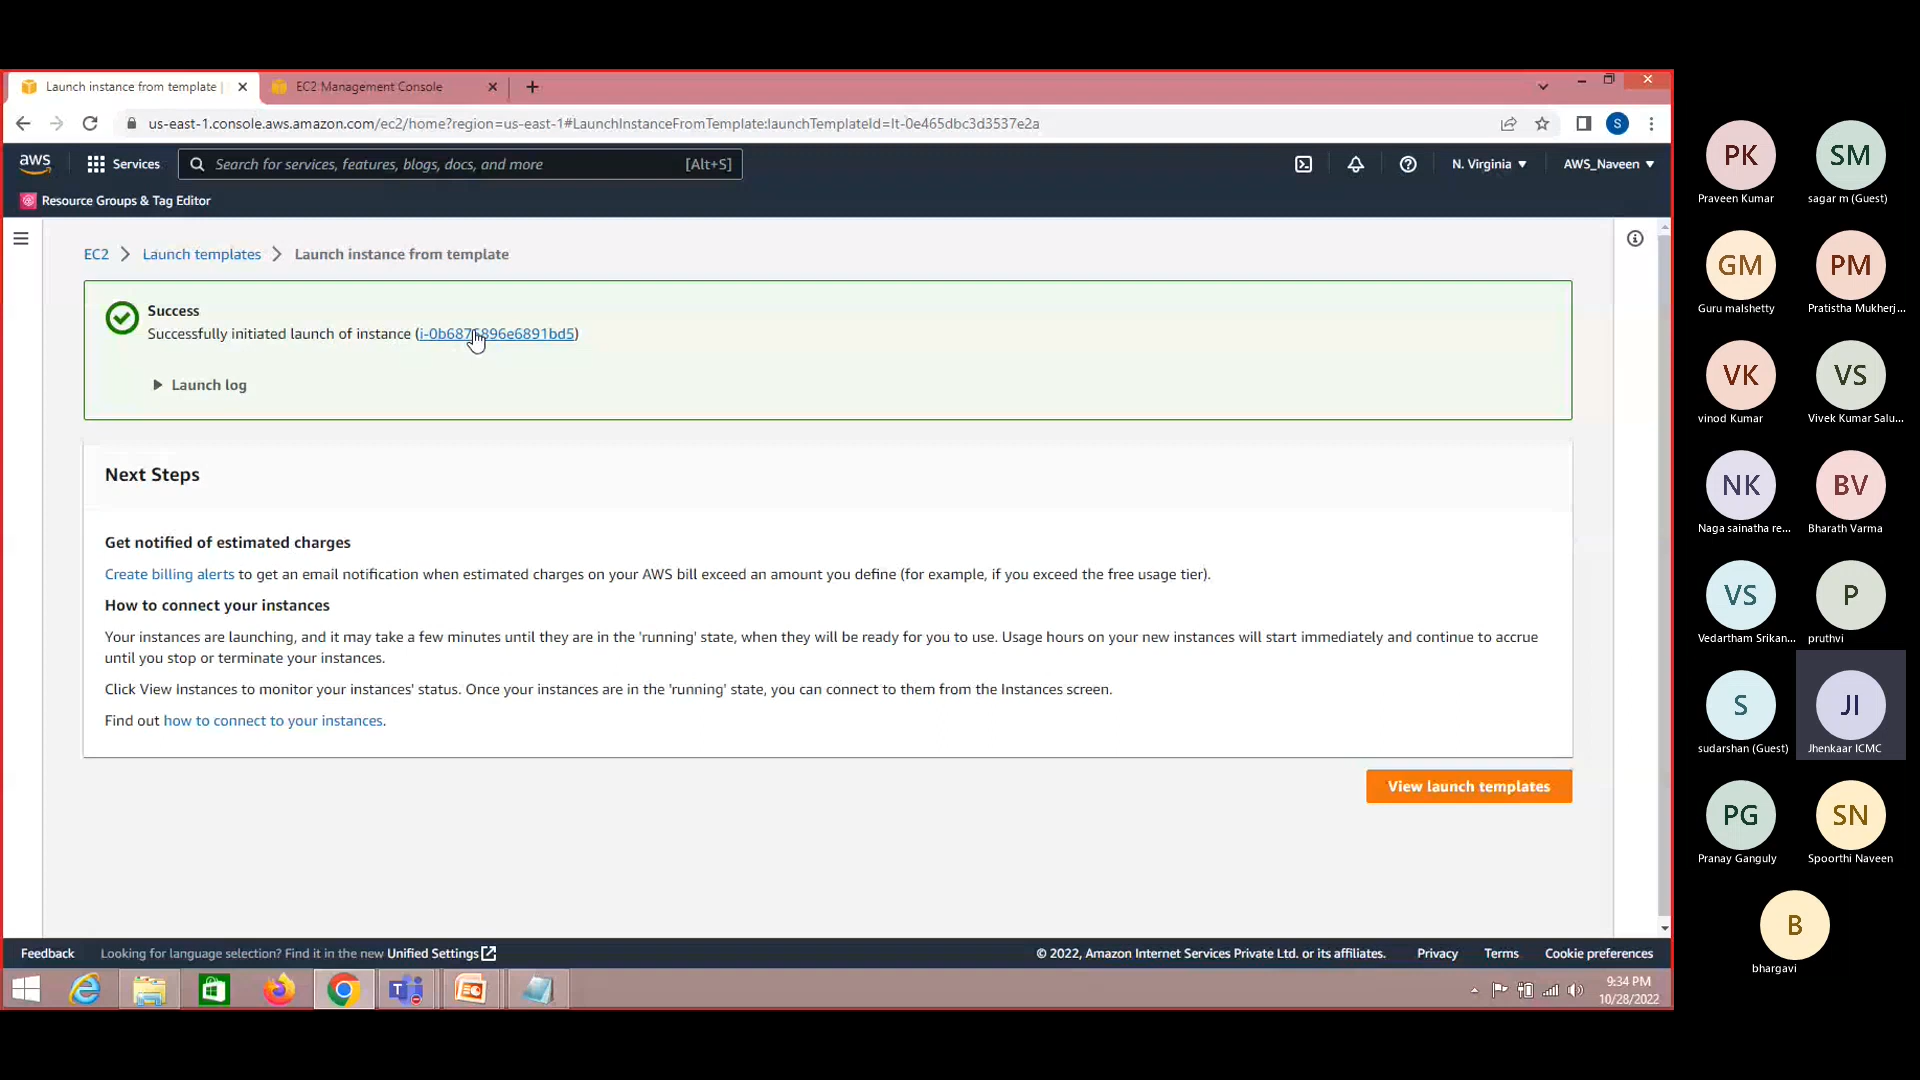 Launch instance from template |
EC2 Management Console
us-east-1.console.aws.amazon.com/ec2/home?region=us-east-1#LaunchInstanceFromTemplate:launchTemplateId=lt-0e465dbc3d3537e2a
S
aws
Services
Search for services, features, blogs, docs, and more
[Alt+S]
N. Virginia
AWS_Naveen
Resource Groups & Tag Editor
EC2 > Launch templates > Launch instance from template
Success
Successfully initiated launch of instance (
Launch log
Next Steps
Get notified of estimated charges
Create billing alerts to get an email notification when estimated charges on your AWS bill exceed an amount you define (for example, if you exceed the free usage tier).
How to connect your instances
Your instances are launching, and it may take a few minutes until they are in the 'running' state, when they will be ready for you to use. Usage hours on your new instances will start immediately and continue to accrue
until you stop or terminate your instances.
Click View Instances to monitor your instances' status. Once your instances are in the 'running' state, you can connect to them from the Instances screen.
Find out how to connect to your instances.
View launch templates
Feedback
Looking for language selection? Find it in the new Unified Settings
© 2022, Amazon Internet Services Private Ltd. or its affiliates.
Privacy
Terms
Cookie preferences
9:34 PM
10/28/2022
PK
Praveen Kumar
SM
sagar m (Guest)
GM
Guru malshetty
PM
Pratistha Mukherj...
VK
vinod Kumar
VS
Vivek Kumar Salu...
NK
Naga sainatha re...
BV
Bharath Varma
VS
Vedartham Srikan...
P
pruthvi
S
sudarshan (Guest)
JI
Jhenkaar ICMC
PG
Pranay Ganguly
SN
Spoorthi Naveen
B
bhargavi